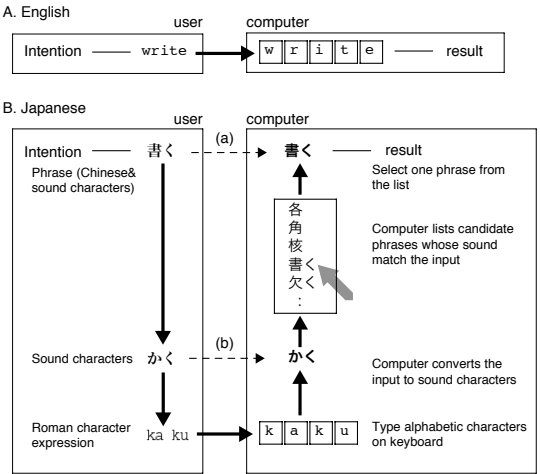 A. English
user computer
Intention write w r i t e result
B. Japanese
user computer
(a)
Intention 書く 書く result
Phrase (Chinese&
sound characters)
Select one phrase from
the list
各
角
核
書く
欠く
:
Computer lists candidate
phrases whose sound
match the input
(b)
Sound characters かく かく
Computer converts the
input to sound characters
Roman character
expression
ka ku
k a k u
Type alphabetic characters
on keyboard